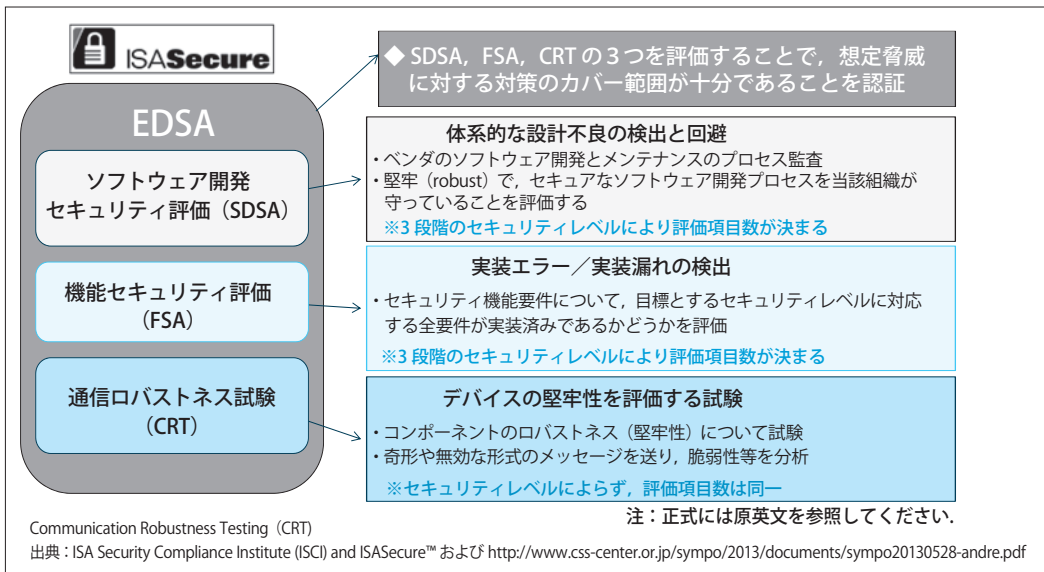 ISASecure
◆ SDSA，FSA，CRT の３つを評価することで，想定脅威
に対する対策のカバー範囲が十分であることを認証
EDSA
ソフトウェア開発
セキュリティ評価（SDSA）
体系的な設計不良の検出と回避
・ベンダのソフトウェア開発とメンテナンスのプロセス監査
・堅牢（robust）で，セキュアなソフトウェア開発プロセスを当該組織が
守っていることを評価する
※3 段階のセキュリティレベルにより評価項目数が決まる
機能セキュリティ評価
（FSA）
実装エラー／実装漏れの検出
・セキュリティ機能要件について，目標とするセキュリティレベルに対応
する全要件が実装済みであるかどうかを評価
※3 段階のセキュリティレベルにより評価項目数が決まる
通信ロバストネス試験
（CRT）
デバイスの堅牢性を評価する試験
・コンポーネントのロバストネス（堅牢性）について試験
・奇形や無効な形式のメッセージを送り，脆弱性等を分析
※セキュリティレベルによらず，評価項目数は同一
注：正式には原英文を参照してください.
Communication Robustness Testing（CRT）
出典：ISA Security Compliance Institute (ISCI) and ISASecure™ および http://www.css-center.or.jp/sympo/2013/documents/sympo20130528-andre.pdf